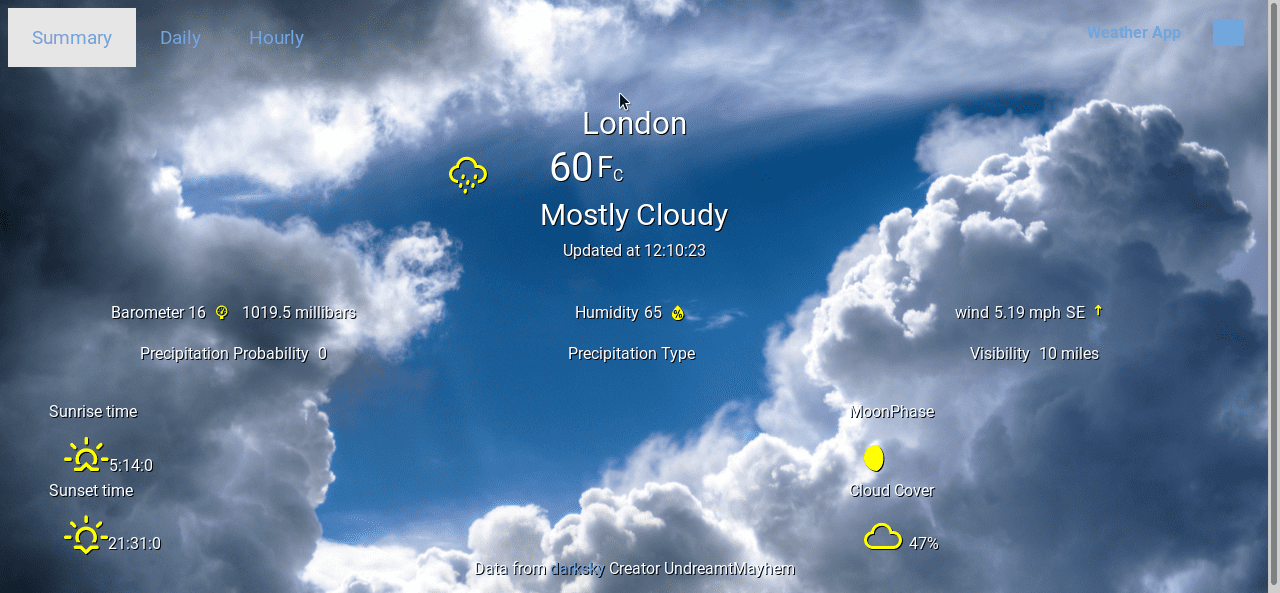 Summary Daily Hourly Weather App
London
60 F C
Mostly Cloudy
Updated at 12:10:23
Barometer 16 1019.5 millibars Humidity 65 % wind 5.19 mph SE
Precipitation Probability 0 Precipitation Type Visibility 10 miles
Sunrise time MoonPhase
5:14:0
Sunset time Cloud Cover
21:31:0 47%
Data from darksky Creator UndreamtMayhem